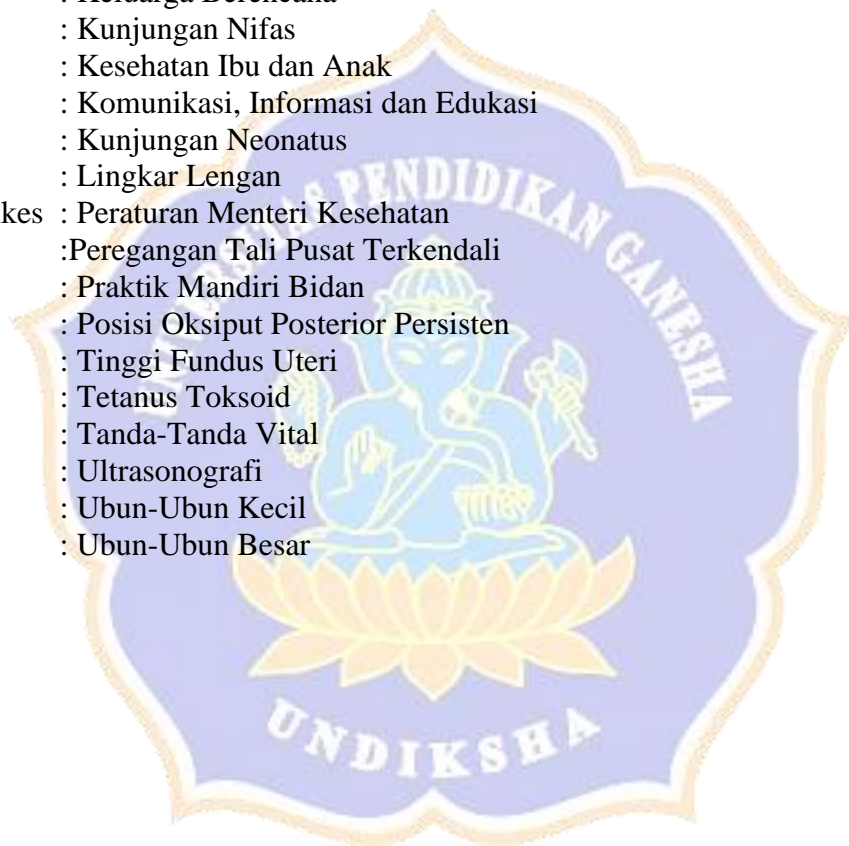 : Keluarga Berencana
: Kunjungan Nifas
: Kesehatan Ibu dan Anak
: Komunikasi, Informasi dan Edukasi
: Kunjungan Neonatus
: Lingkar Lengan
kes : Peraturan Menteri Kesehatan
:Peregangan Tali Pusat Terkendali
: Praktik Mandiri Bidan
: Posisi Oksiput Posterior Persisten
: Tinggi Fundus Uteri
: Tetanus Toksoid
: Tanda-Tanda Vital
: Ultrasonografi
: Ubun-Ubun Kecil
: Ubun-Ubun Besar
UNIVERSITAS PENDIDIKAN GANESHA
UNDIKSHA